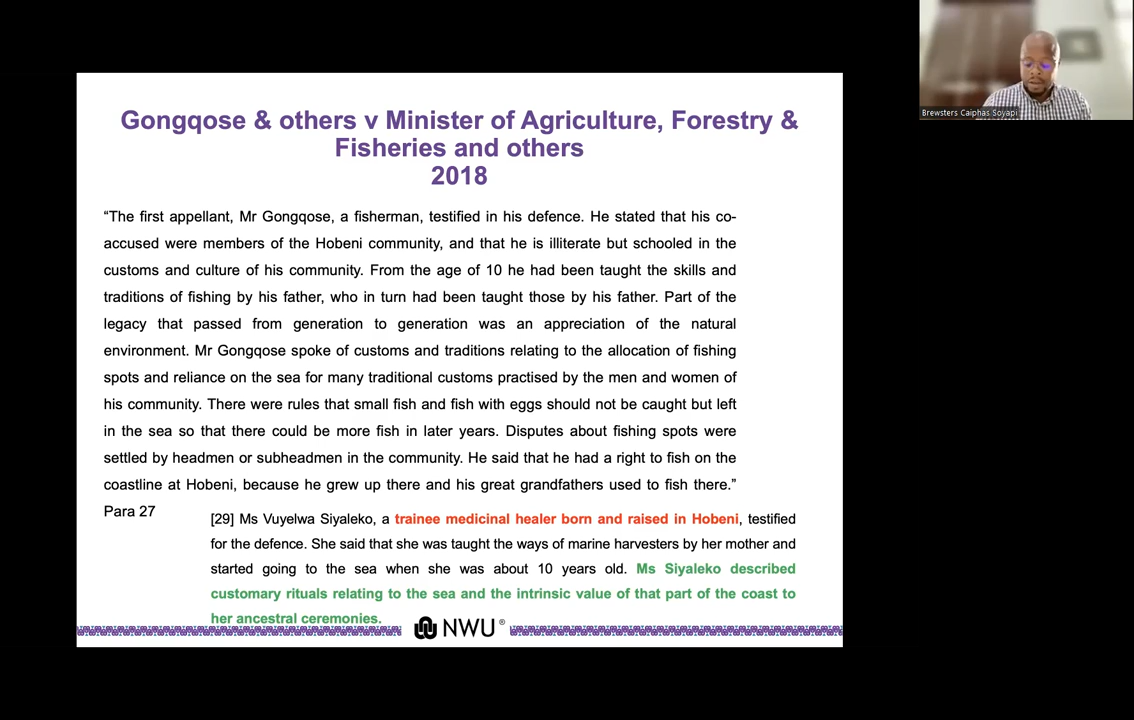 Brewsters Caiphas Soyapi
Gongqose & others v Minister of Agriculture, Forestry &
Fisheries and others
2018
“The first appellant, Mr Gongqose, a fisherman, testified in his defence. He stated that his co-
accused were members of the Hobeni community, and that he is illiterate but schooled in the
customs and culture of his community. From the age of 10 he had been taught the skills and
traditions of fishing by his father, who in turn had been taught those by his father. Part of the
legacy that passed from generation to generation was an appreciation of the natural
environment. Mr Gongqose spoke of customs and traditions relating to the allocation of fishing
spots and reliance on the sea for many traditional customs practised by the men and women of
his community. There were rules that small fish and fish with eggs should not be caught but left
in the sea so that there could be more fish in later years. Disputes about fishing spots were
settled by headmen or subheadmen in the community. He said that he had a right to fish on the
coastline at Hobeni, because he grew up there and his great grandfathers used to fish there.”
Para 27
[29] Ms Vuyelwa Siyaleko, a trainee medicinal healer born and raised in Hobeni, testified
for the defence. She said that she was taught the ways of marine harvesters by her mother and
started going to the sea when she was about 10 years old. Ms Siyaleko described
customary rituals relating to the sea and the intrinsic value of that part of the coast to
her ancestral ceremonies.
NWU®